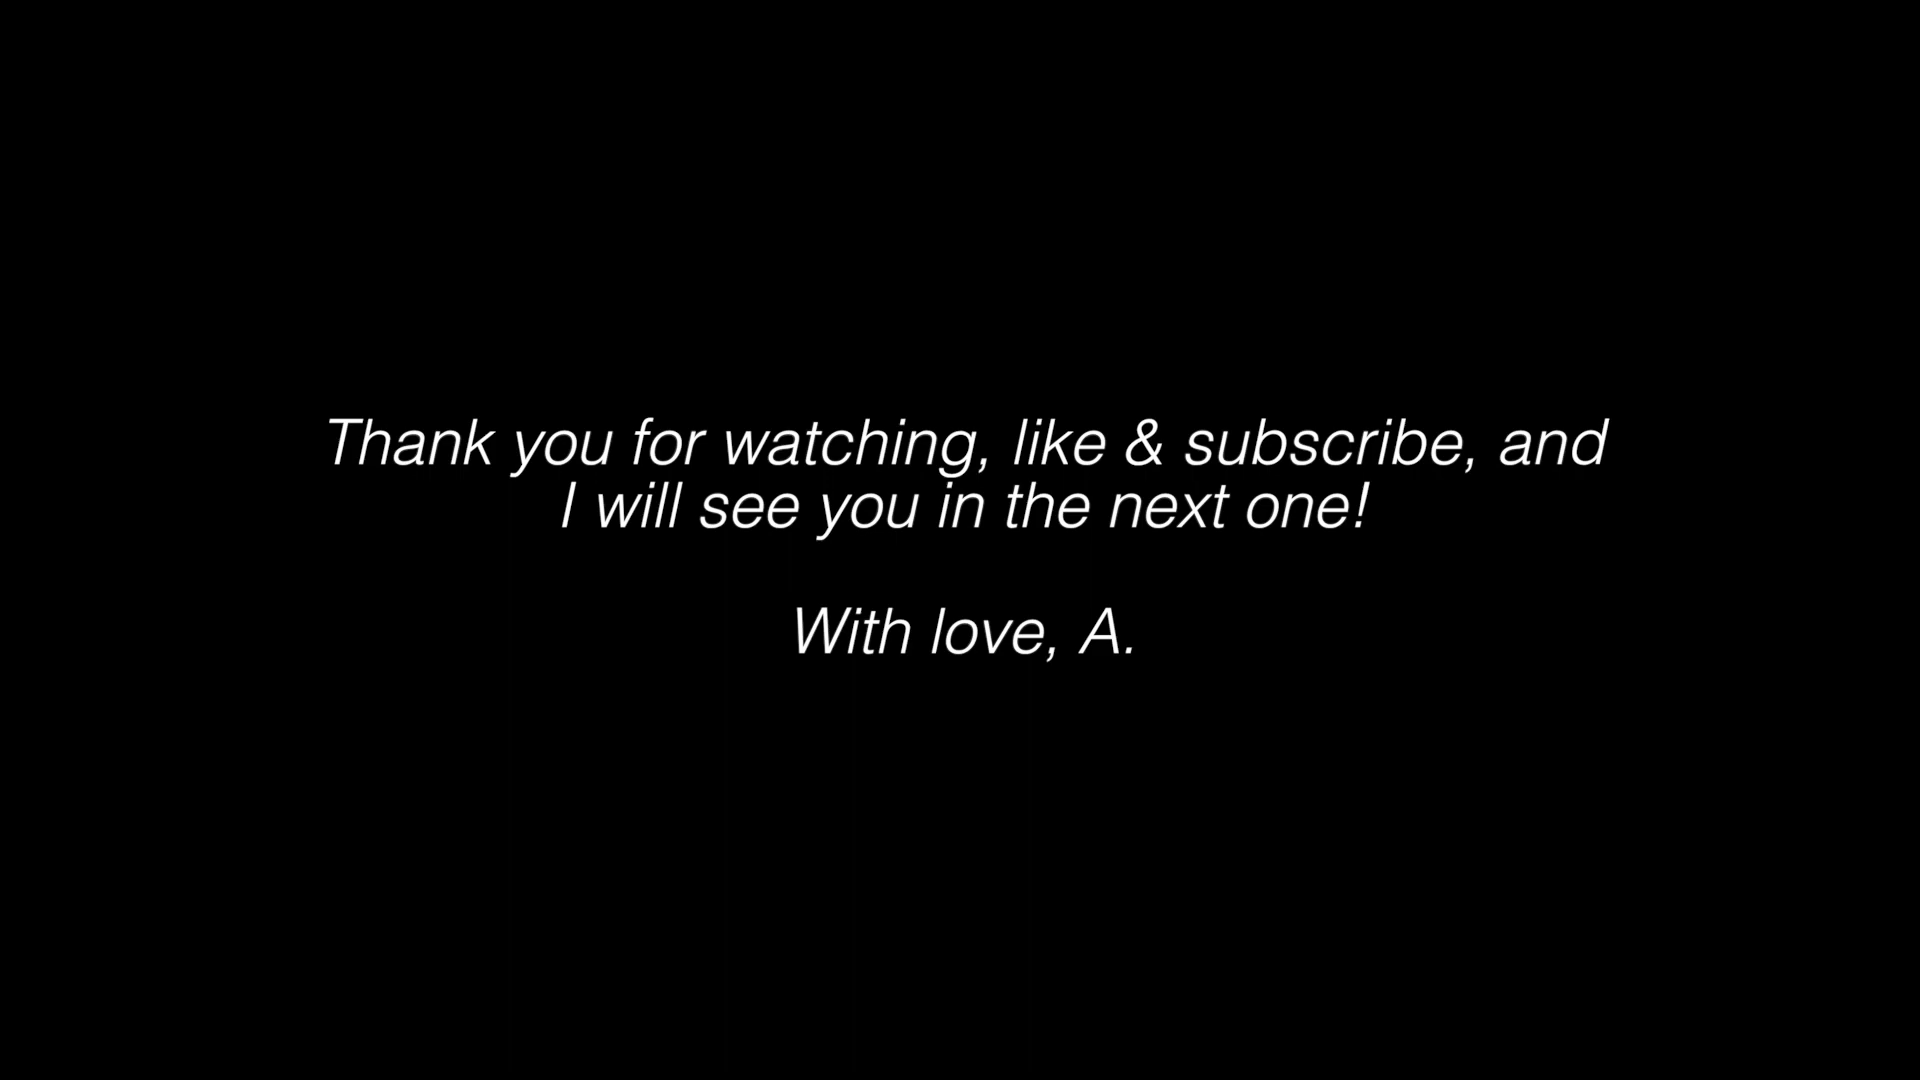 Thank you for watching, like & subscribe, and
I will see you in the next one!
With love, A.